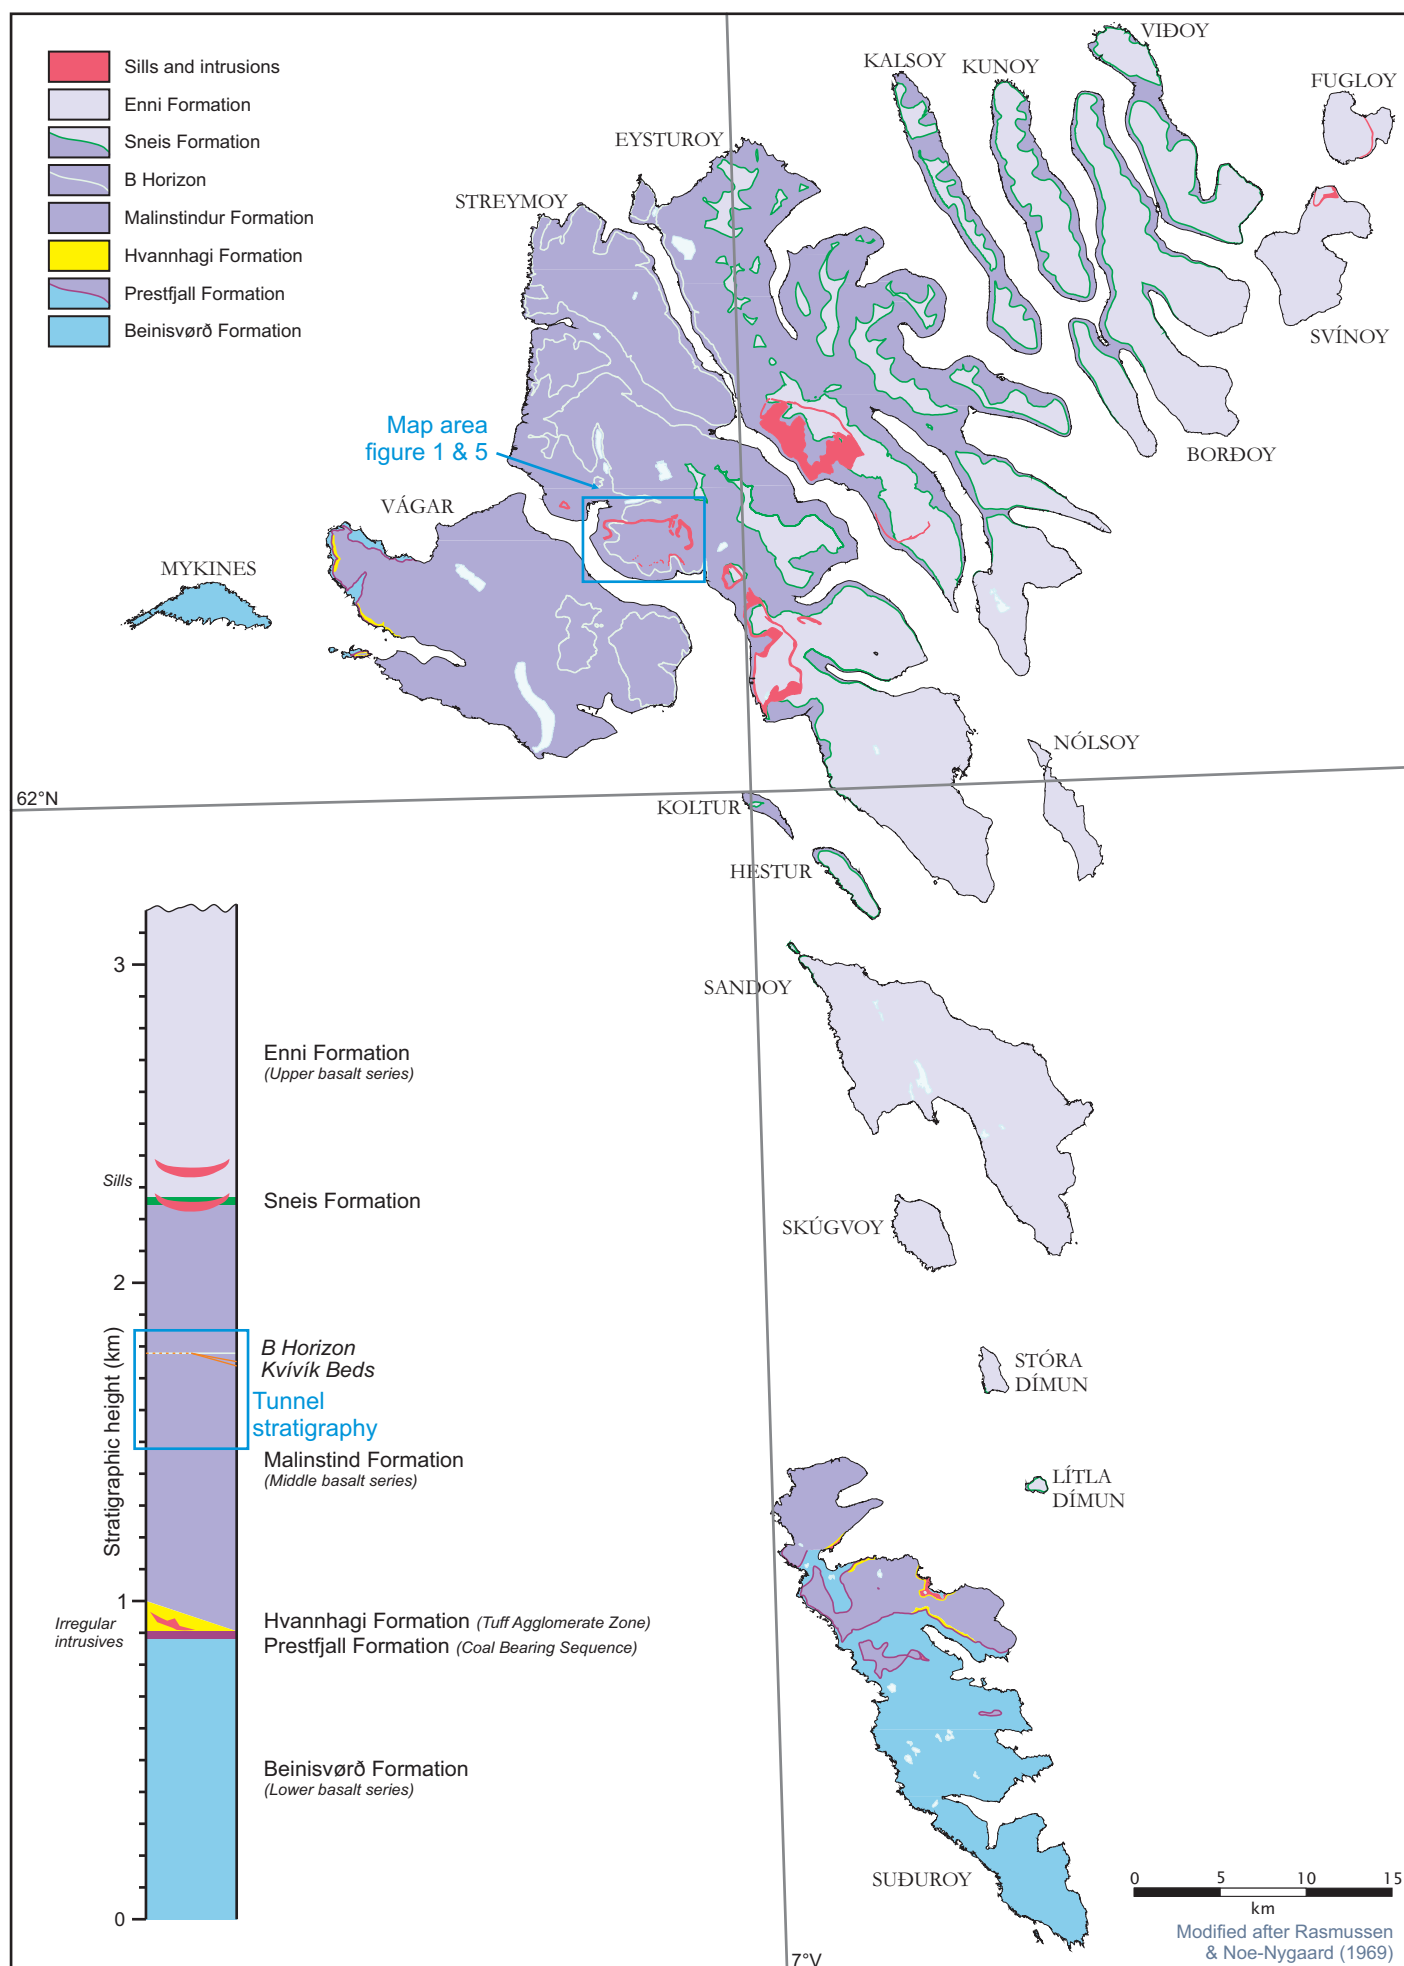 Sills and intrusions
Enni Formation
Sneis Formation
B Horizon
Malinstindur Formation
Hvannhagi Formation
Prestfjall Formation
Beinisvørð Formation
VIÐOY
KALSOY
KUNOY
FUGLOY
EYSTUROY
STREYMOY
SVÍNOY
Map area
figure 1 & 5
BORÐOY
VÁGAR
MYKINES
NÓLSOY
62°N
KOLTUR
HESTUR
SANDOY
SKÚGVOY
STÓRA
DÍMUN
LÍTLA
DÍMUN
SUÐUROY
Stratigraphic height (km)
3
2
1
0
Enni Formation
(Upper basalt series)
Sills
Sneis Formation
B Horizon
Kvívík Beds
Tunnel
stratigraphy
Malinstind Formation
(Middle basalt series)
Irregular
intrusives
Hvannhagi Formation (Tuff Agglomerate Zone)
Prestfjall Formation (Coal Bearing Sequence)
Beinisvørð Formation
(Lower basalt series)
0 5 10 15
km
Modified after Rasmussen
& Noe-Nygaard (1969)
7°V